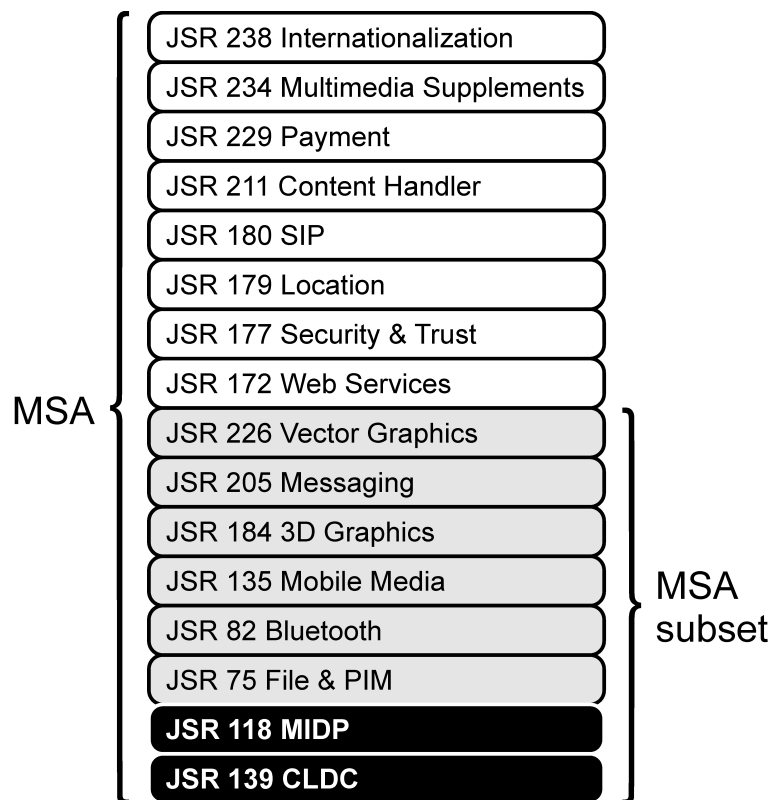 JSR 238 Internationalization
JSR 234 Multimedia Supplements
JSR 229 Payment
JSR 211 Content Handler
JSR 180 SIP
JSR 179 Location
JSR 177 Security & Trust
JSR 172 Web Services
MSA
JSR 226 Vector Graphics
JSR 205 Messaging
JSR 184 3D Graphics
JSR 135 Mobile Media
JSR 82 Bluetooth
JSR 75 File & PIM
JSR 118 MIDP
JSR 139 CLDC
MSA
subset